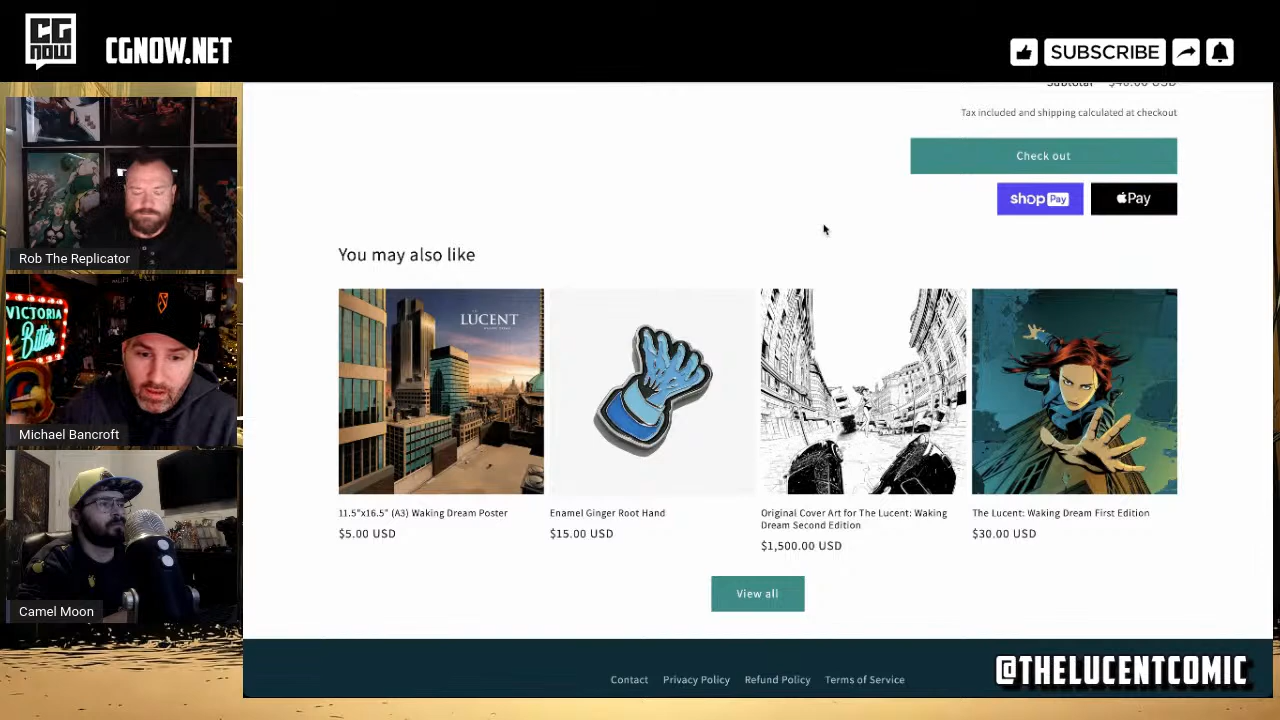 CG
NOW
CGNOW.NET
SUBSCRIBE
Subtotal $40.00 USD
Tax included and shipping calculated at checkout
Check out
shop Pay
Pay
Rob The Replicator
You may also like
VICTORIA
Bitter
Michael Bancroft
LUCENT
11.5"x16.5" (A3) Waking Dream Poster
$5.00 USD
Enamel Ginger Root Hand
$15.00 USD
Original Cover Art for The Lucent: Waking
Dream Second Edition
$1,500.00 USD
The Lucent: Waking Dream First Edition
$30.00 USD
Camel Moon
View all
Contact Privacy Policy Refund Policy Terms of Service
@THELUCENTCOMIC